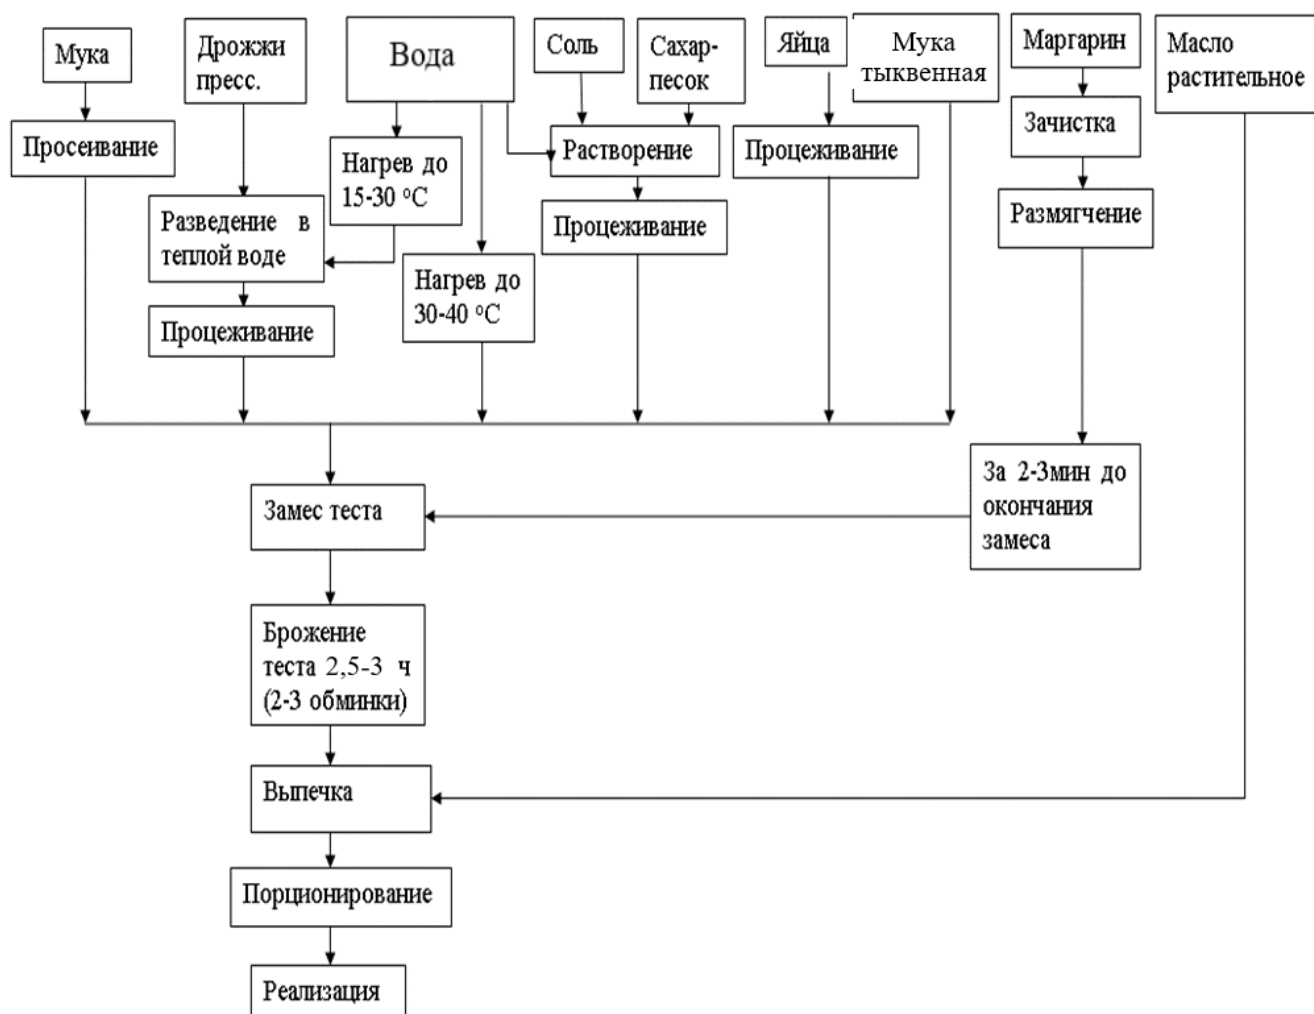 Мука
Дрожжи
пресс.
Вода
Соль
Сахар-
песок
Яйца
Мука
тыквенная
Маргарин
Масло
растительное
Просеивание
Нагрев до
15-30 ºС
Растворение
Процеживание
Зачистка
Разведение в
теплой воде
Процеживание
Размягчение
Нагрев до
30-40 ºС
Процеживание
За 2-3мин до
окончания
замеса
Замес теста
Брожение
теста 2,5-3 ч
(2-3 обминки)
Выпечка
Порционирование
Реализация